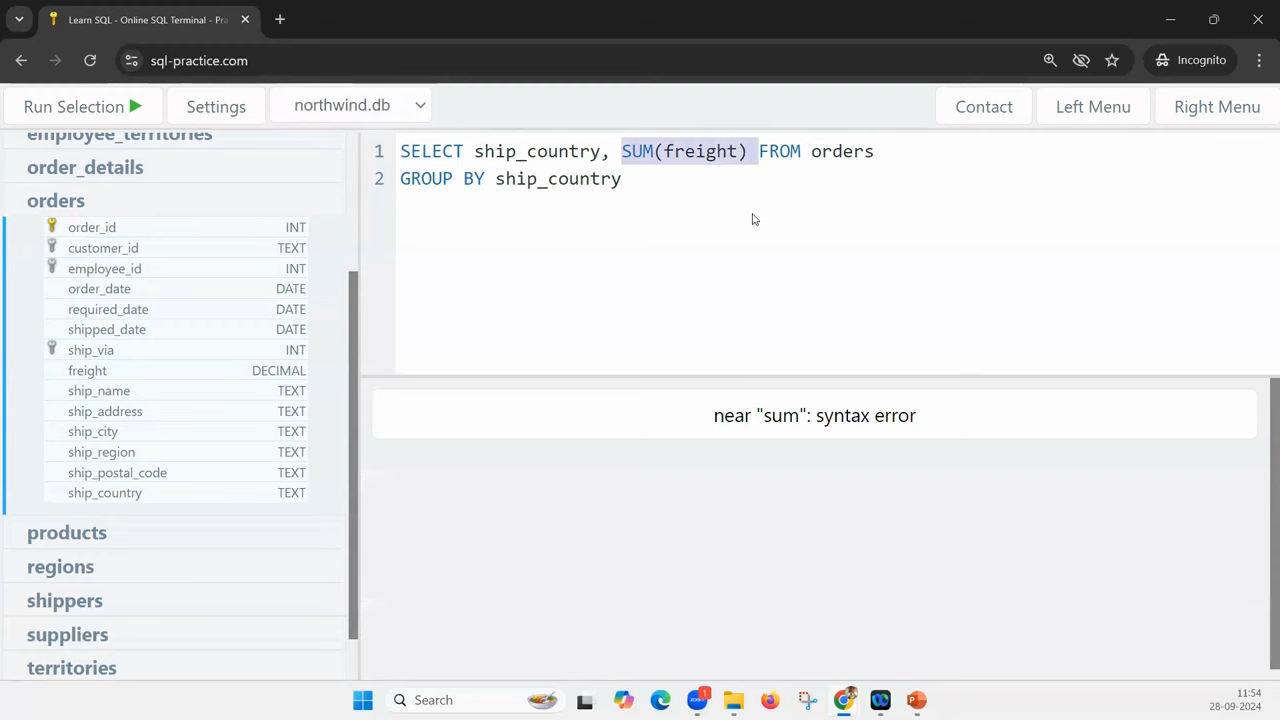 Learn SQL - Online SQL Terminal - Pra
sql-practice.com
Incognito
Run Selection
Settings
northwind.db
Contact
Left Menu
Right Menu
employee_territories
order_details
orders
order_id INT
customer_id TEXT
employee_id INT
order_date DATE
required_date DATE
shipped_date DATE
ship_via INT
freight DECIMAL
ship_name TEXT
ship_address TEXT
ship_city TEXT
ship_region TEXT
ship_postal_code TEXT
ship_country TEXT
products
regions
shippers
suppliers
territories
1 SELECT ship_country, SUM(freight) FROM orders
2 GROUP BY ship_country
near "sum": syntax error
Search
1
11:54
28-09-2024